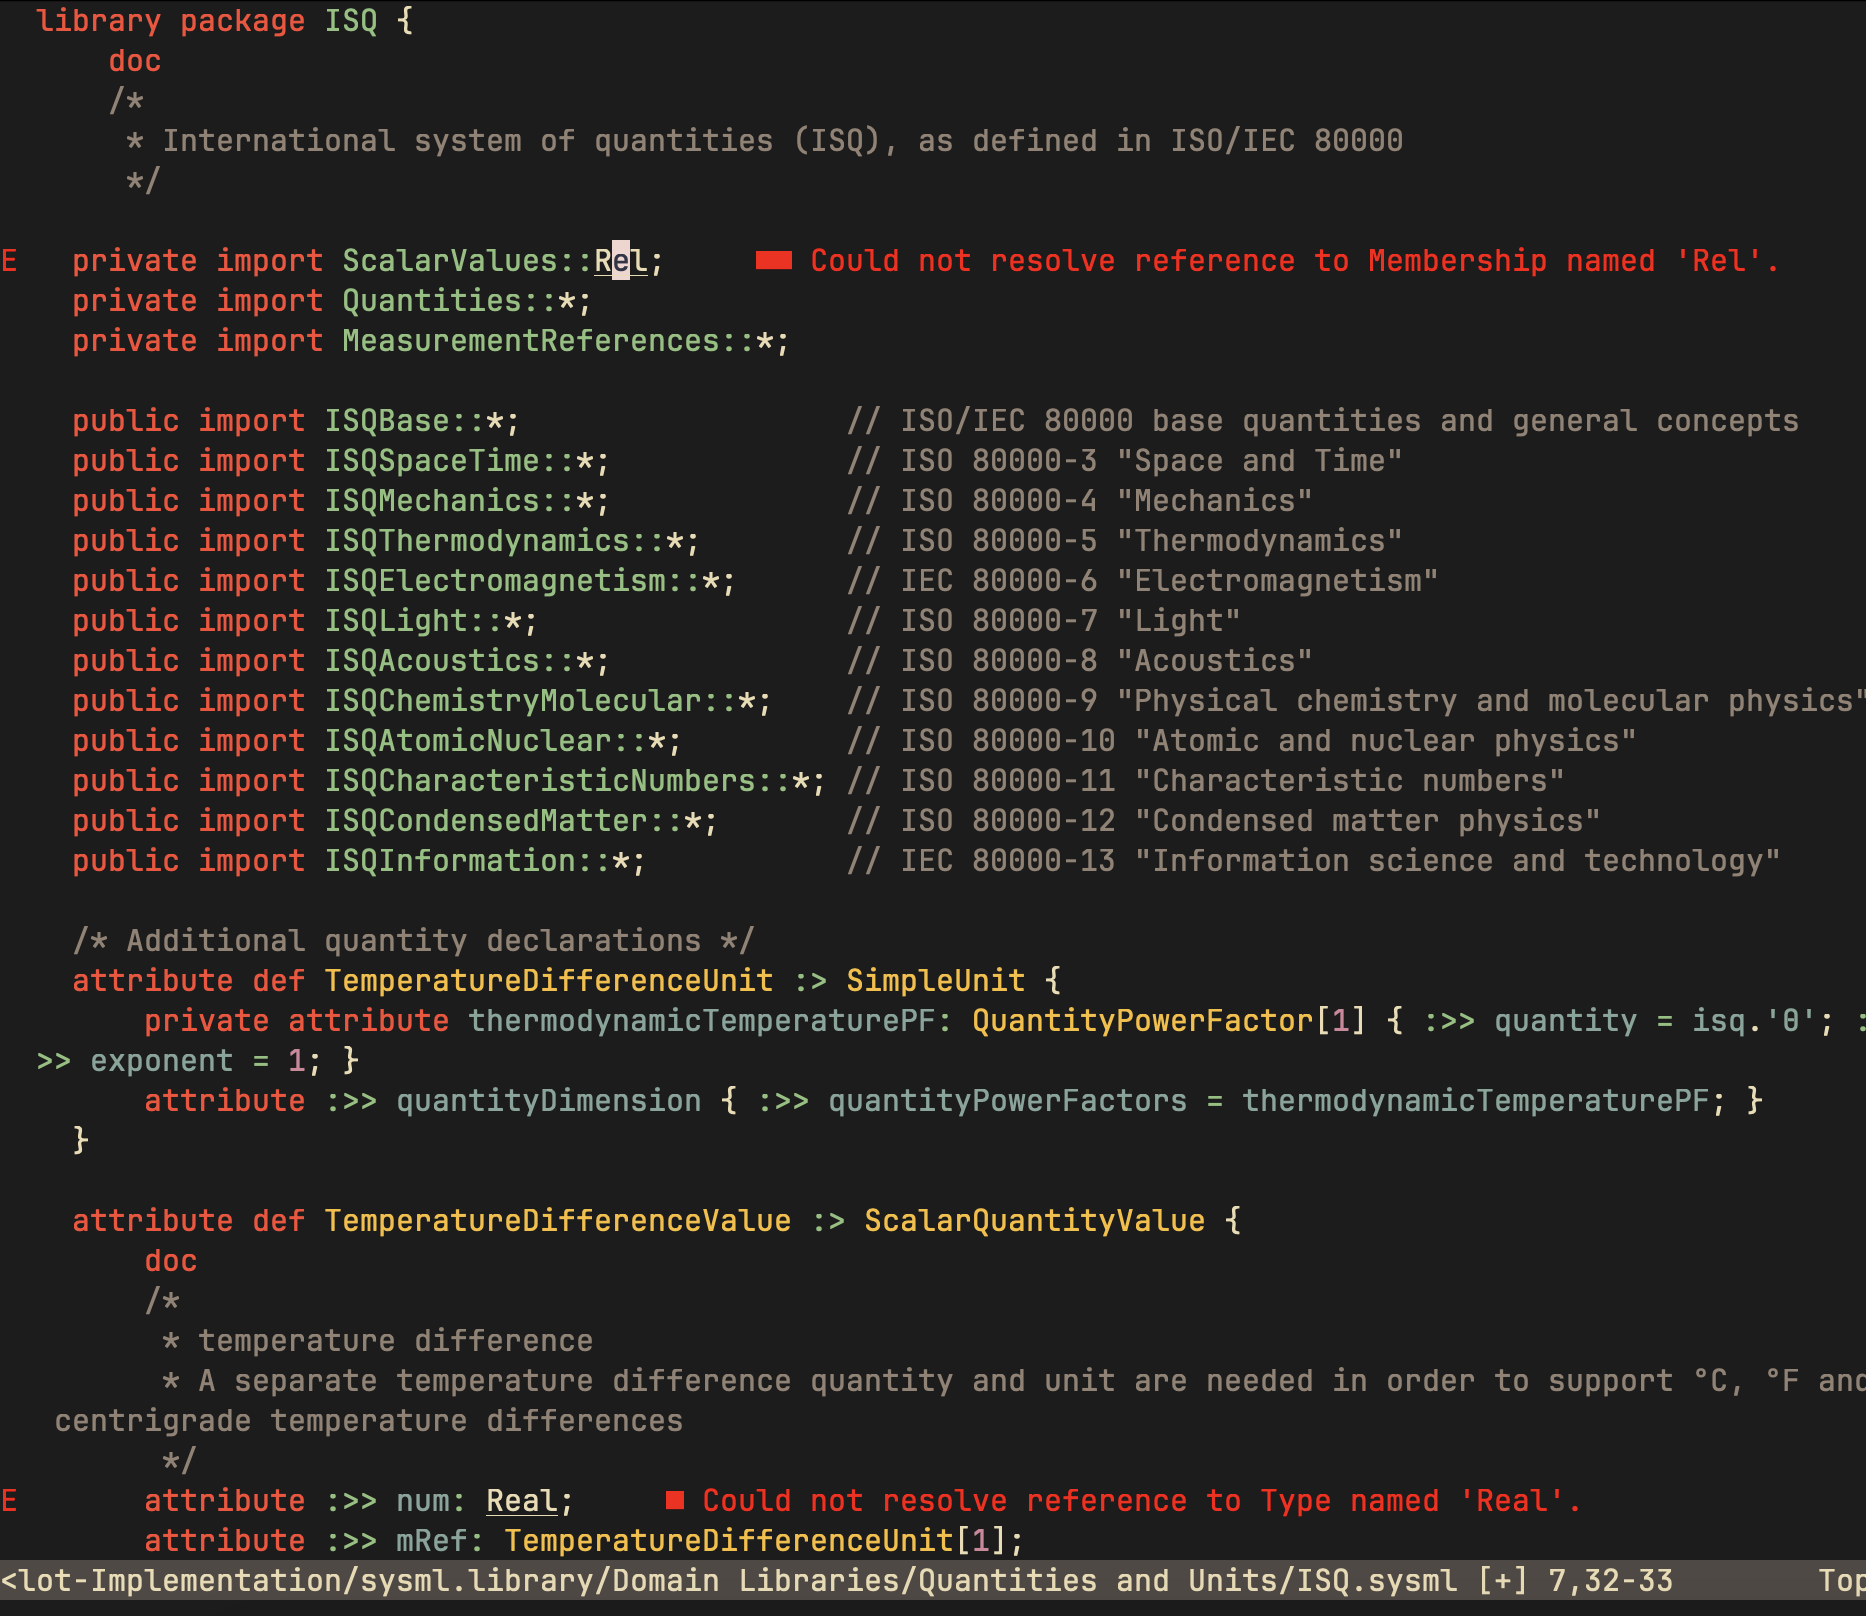 library package ISQ {
doc
/*
* International system of quantities (ISQ), as defined in ISO/IEC 80000
*/
E private import ScalarValues::Rel; Could not resolve reference to Membership named 'Rel'.
private import Quantities::*;
private import MeasurementReferences::*;
public import ISQBase::*; // ISO/IEC 80000 base quantities and general concepts
public import ISQSpaceTime::*; // ISO 80000-3 "Space and Time"
public import ISQMechanics::*; // ISO 80000-4 "Mechanics"
public import ISQThermodynamics::*; // ISO 80000-5 "Thermodynamics"
public import ISQElectromagnetism::*; // IEC 80000-6 "Electromagnetism"
public import ISQLight::*; // ISO 80000-7 "Light"
public import ISQAcoustics::*; // ISO 80000-8 "Acoustics"
public import ISQChemistryMolecular::*; // ISO 80000-9 "Physical chemistry and molecular physics"
public import ISQAtomicNuclear::*; // ISO 80000-10 "Atomic and nuclear physics"
public import ISQCharacteristicNumbers::*; // ISO 80000-11 "Characteristic numbers"
public import ISQCondensedMatter::*; // ISO 80000-12 "Condensed matter physics"
public import ISQInformation::*; // IEC 80000-13 "Information science and technology"
/* Additional quantity declarations */
attribute def TemperatureDifferenceUnit :> SimpleUnit {
private attribute thermodynamicTemperaturePF: QuantityPowerFactor[1] { :>> quantity = isq.'Θ'; :
>> exponent = 1; }
attribute :>> quantityDimension { :>> quantityPowerFactors = thermodynamicTemperaturePF; }
}
attribute def TemperatureDifferenceValue :> ScalarQuantityValue {
doc
/*
* temperature difference
* A separate temperature difference quantity and unit are needed in order to support °C, °F and
centrigrade temperature differences
*/
E attribute :>> num: Real; Could not resolve reference to Type named 'Real'.
attribute :>> mRef: TemperatureDifferenceUnit[1];
<lot-Implementation/sysml.library/Domain Libraries/Quantities and Units/ISQ.sysml [+] 7,32-33 Top